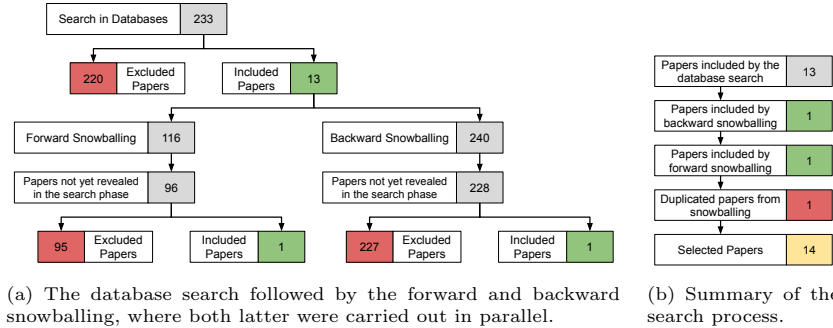 Search in Databases 233
220 Excluded Papers
Included Papers 13
Forward Snowballing 116
Backward Snowballing 240
Papers not yet revealed in the search phase 96
Papers not yet revealed in the search phase 228
95 Excluded Papers
Included Papers 1
227 Excluded Papers
Included Papers 1
(a) The database search followed by the forward and backward
snowballing, where both latter were carried out in parallel.
Papers included by the database search 13
Papers included by backward snowballing 1
Papers included by forward snowballing 1
Duplicated papers from snowballing 1
Selected Papers 14
(b) Summary of the
search process.